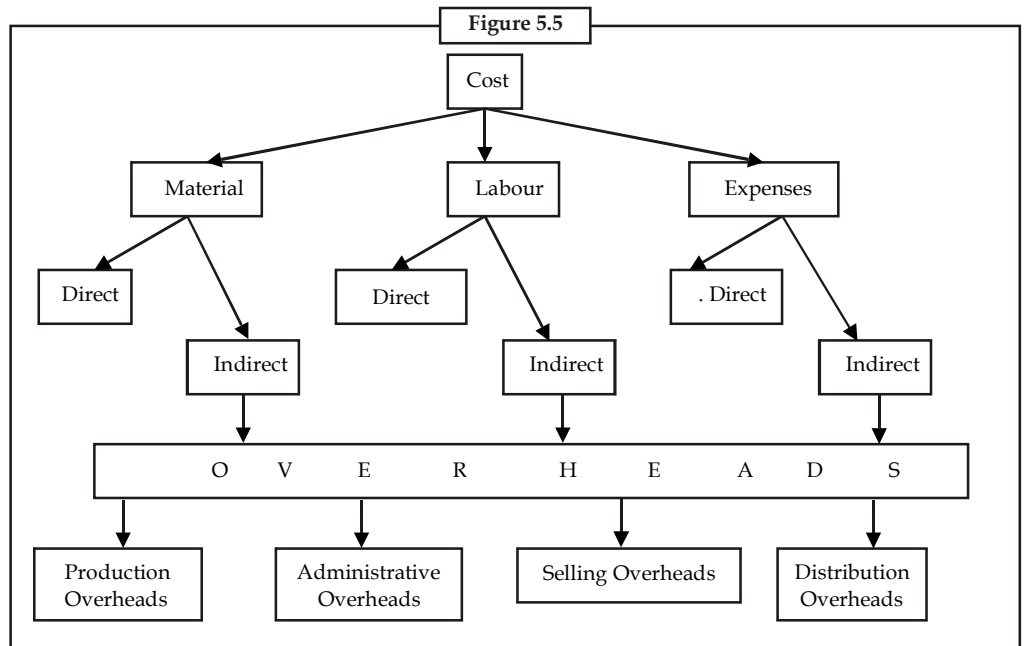 Figure 5.5
Cost
Material
Labour
Expenses
Direct
Direct
. Direct
Indirect
Indirect
Indirect
O V E R H E A D S
Production
Overheads
Administrative
Overheads
Selling Overheads
Distribution
Overheads